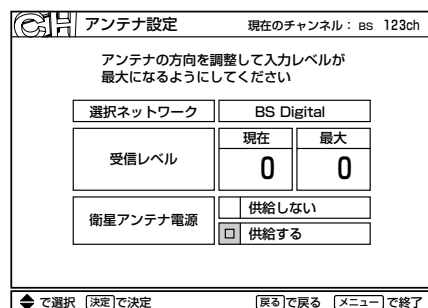 CH アンテナ設定 現在のチャンネル： BS 123ch
アンテナの方向を調整して入力レベルが
最大になるようにしてください
選択ネットワーク BS Digital
受信レベル 現在 最大
0 0
衛星アンテナ電源 供給しない
供給する
で選択 決定で決定 戻るで戻る メニューで終了